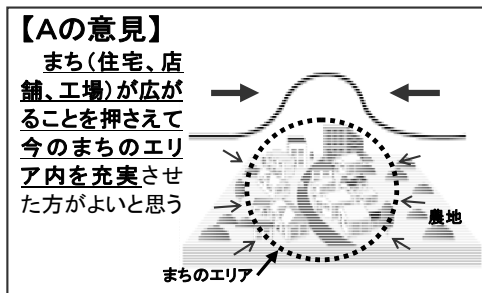 【Aの意見】
まち(住宅、店
舗、工場)が広が
ることを押さえて
今のまちのエリ
ア内を充実させ
た方がよいと思う
農地
まちのエリア